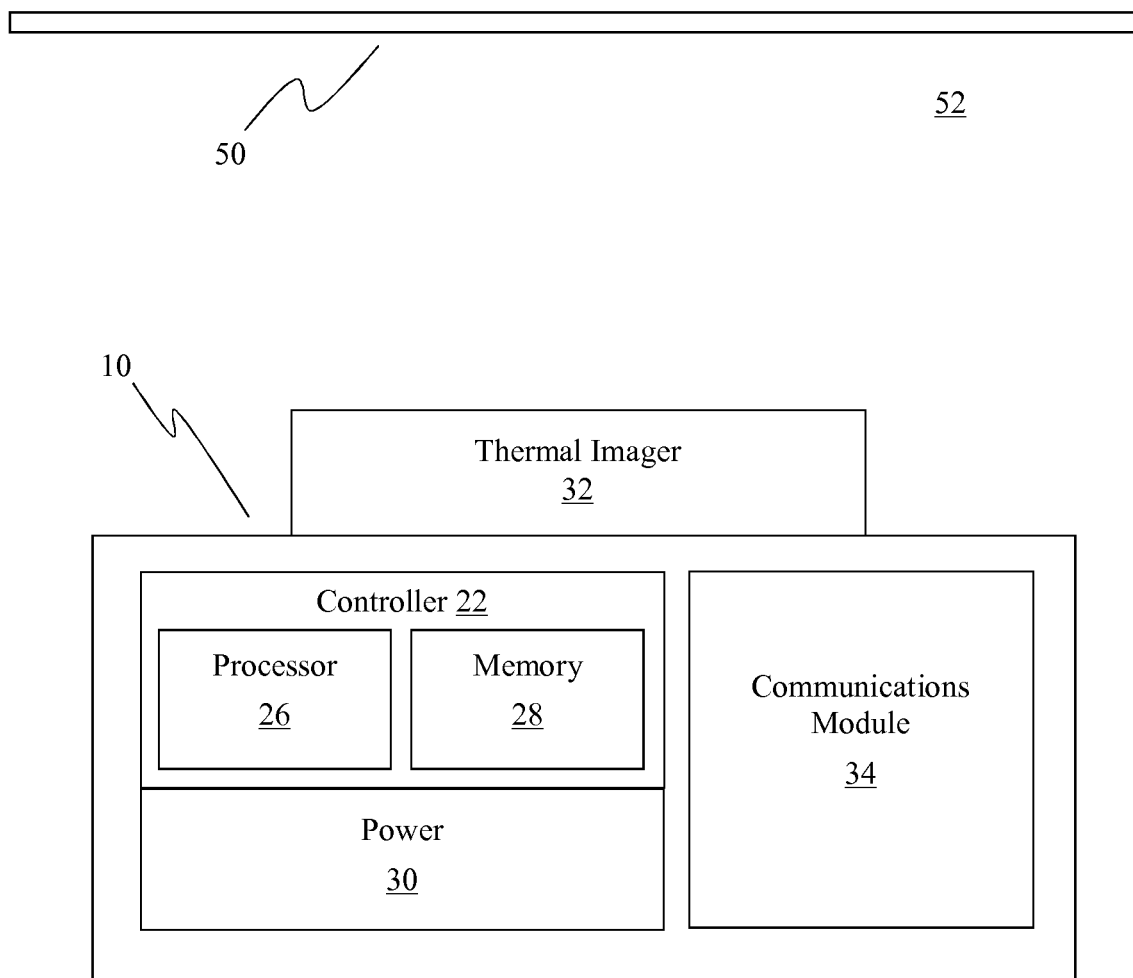 52
50
10
Thermal Imager
32
Controller 22
Processor
26
Memory
28
Communications
Module
34
Power
30